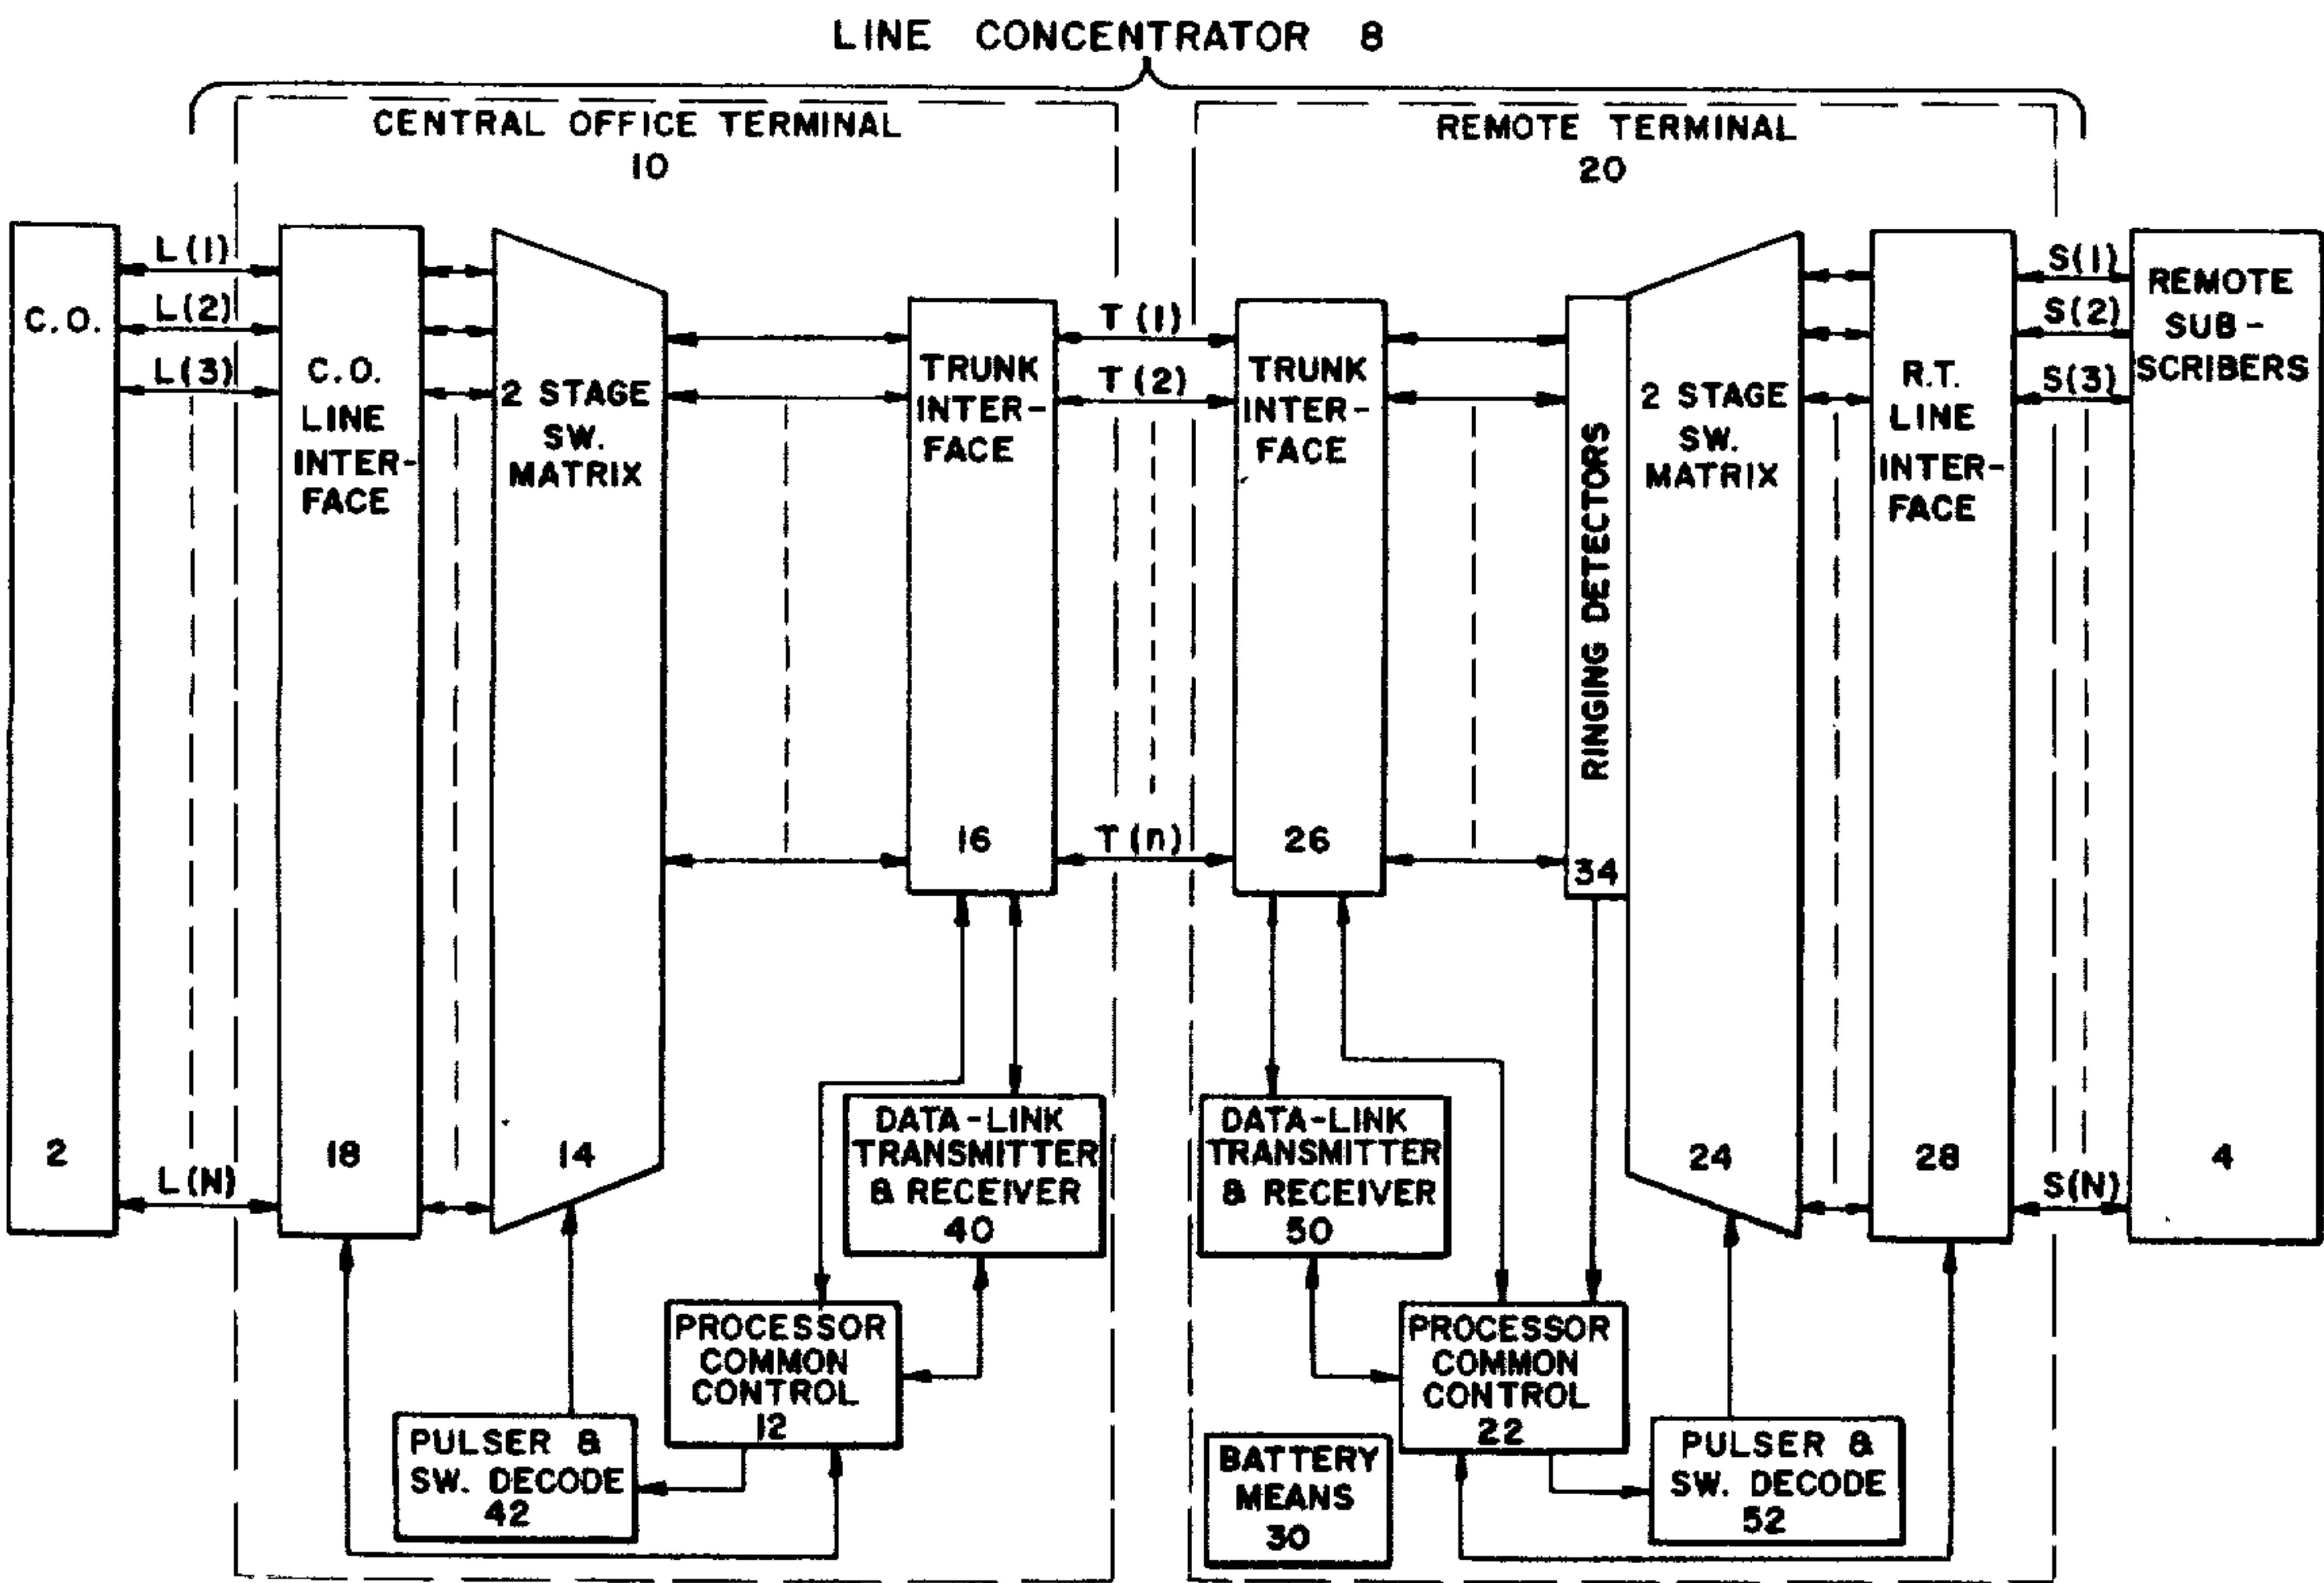 LINE CONCENTRATOR 8
CENTRAL OFFICE TERMINAL
10
REMOTE TERMINAL
20
C.O.
2
L(1)
L(2)
L(3)
L(N)
C.O.
LINE
INTER-
FACE
18
2 STAGE
SW.
MATRIX
14
TRUNK
INTER-
FACE
16
T(1)
T(2)
T(n)
TRUNK
INTER-
FACE
26
RINGING DETECTORS
34
2 STAGE
SW.
MATRIX
24
R.T.
LINE
INTER-
FACE
28
S(1)
S(2)
S(3)
S(N)
REMOTE
SUB-
SCRIBERS
4
DATA-LINK
TRANSMITTER
& RECEIVER
40
DATA-LINK
TRANSMITTER
& RECEIVER
50
PROCESSOR
COMMON
CONTROL
12
PULSER &
SW. DECODE
42
PROCESSOR
COMMON
CONTROL
22
BATTERY
MEANS
30
PULSER &
SW. DECODE
52